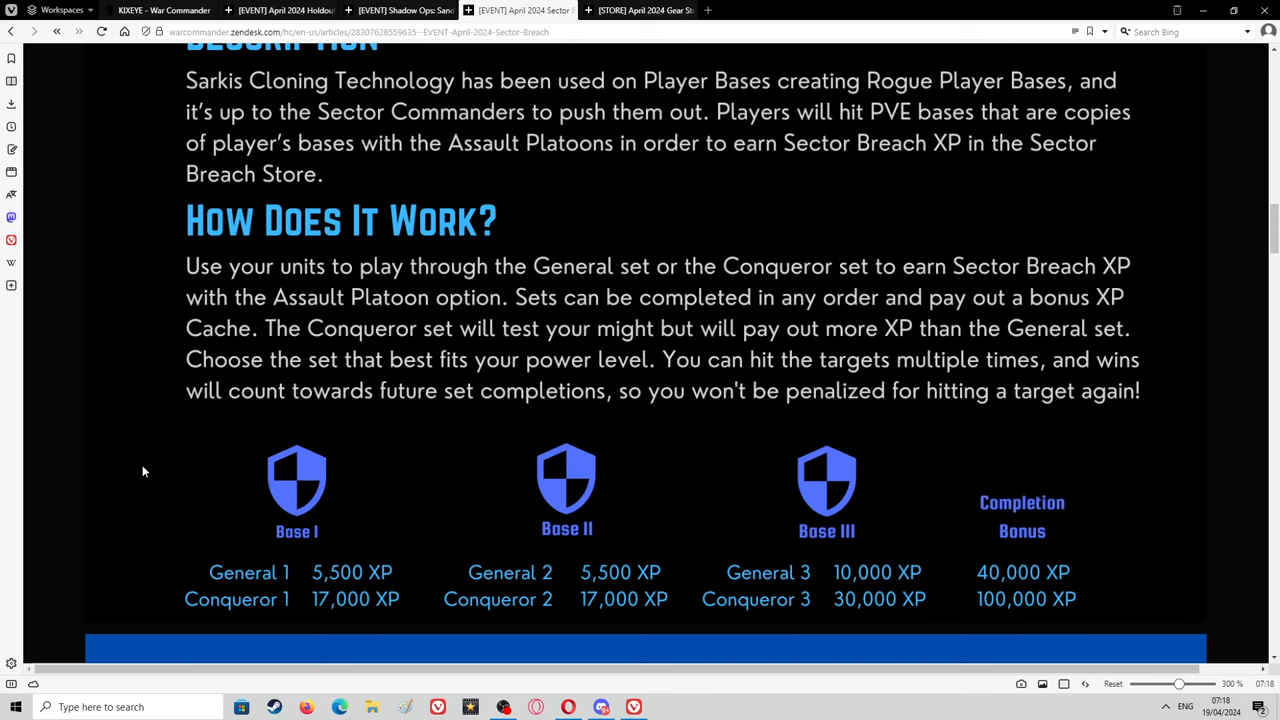 Workspaces
KIXEYE - War Commander
[EVENT] April 2024 Holdout
[EVENT] Shadow Ops: Sand
[EVENT] April 2024 Sector B
[STORE] April 2024 Gear St
warcommander.zendesk.com/hc/en-us/articles/28307628559635--EVENT-April-2024-Sector-Breach
Search Bing
DESCRIPTION
Sarkis Cloning Technology has been used on Player Bases creating Rogue Player Bases, and
it's up to the Sector Commanders to push them out. Players will hit PVE bases that are copies
of player's bases with the Assault Platoons in order to earn Sector Breach XP in the Sector
Breach Store.
How Does It Work?
Use your units to play through the General set or the Conqueror set to earn Sector Breach XP
with the Assault Platoon option. Sets can be completed in any order and pay out a bonus XP
Cache. The Conqueror set will test your might but will pay out more XP than the General set.
Choose the set that best fits your power level. You can hit the targets multiple times, and wins
will count towards future set completions, so you won't be penalized for hitting a target again!
Base I
Base II
Base III
Completion
Bonus
General 1 5,500 XP General 2 5,500 XP General 3 10,000 XP 40,000 XP
Conqueror 1 17,000 XP Conqueror 2 17,000 XP Conqueror 3 30,000 XP 100,000 XP
Reset 300 % 07:18
Type here to search
ENG
07:18
19/04/2024
2